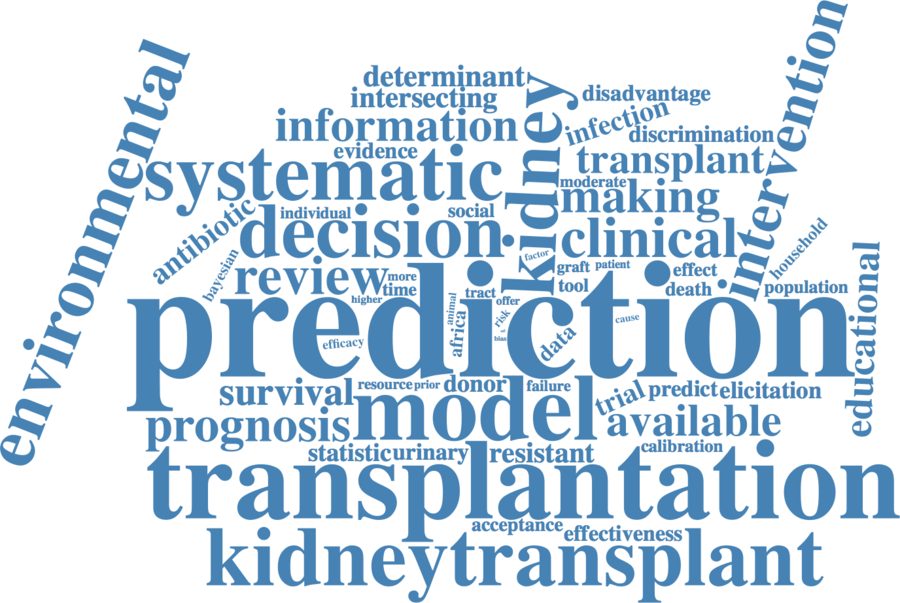 environmental
determinant
intersecting
information
evidence
systematic
kidney
disadvantage
infection
discrimination
transplant
moderate
making
intervention
antibiotic
individual
social
decision
clinical
household
bayesian
review
more
time
higher
factor
graft
patient
tool
effect
death
population
educational
prediction
efficacy
animal
africa
tract
offer
risk
bias
data
cause
survival
resource
prior
donor
failure
trial
predict
elicitation
prognosis
model
available
statistic
urinary
resistant
calibration
transplantation
acceptance
effectiveness
kidneytransplant